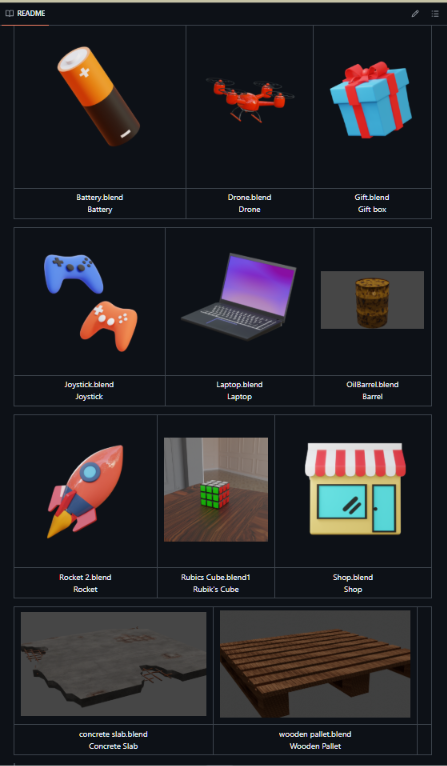 README
Battery.blend
Battery
Drone.blend
Drone
Gift.blend
Gift box
Joystick.blend
Joystick
Laptop.blend
Laptop
OilBarrel.blend
Barrel
Rocket 2.blend
Rocket
Rubics Cube.blend1
Rubik's Cube
Shop.blend
Shop
concrete slab.blend
Concrete Slab
wooden pallet.blend
Wooden Pallet